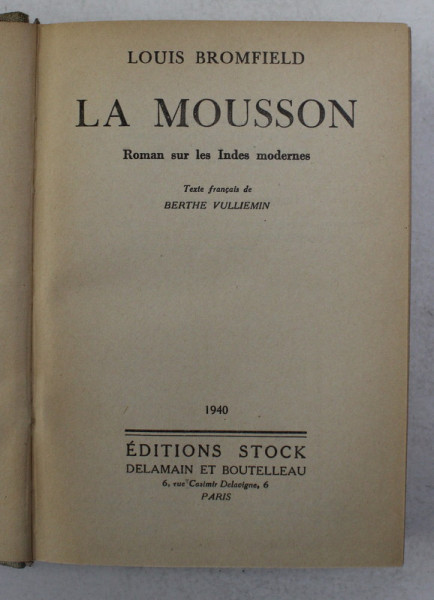 LOUIS BROMFIELD
LA MOUSSON
Roman sur les Indes modernes
Texte français de
BERTHE VULLIEMIN
1940
ÉDITIONS STOCK
DELAMAIN ET BOUTELLEAU
6, rue Casimir Delavigne, 6
PARIS